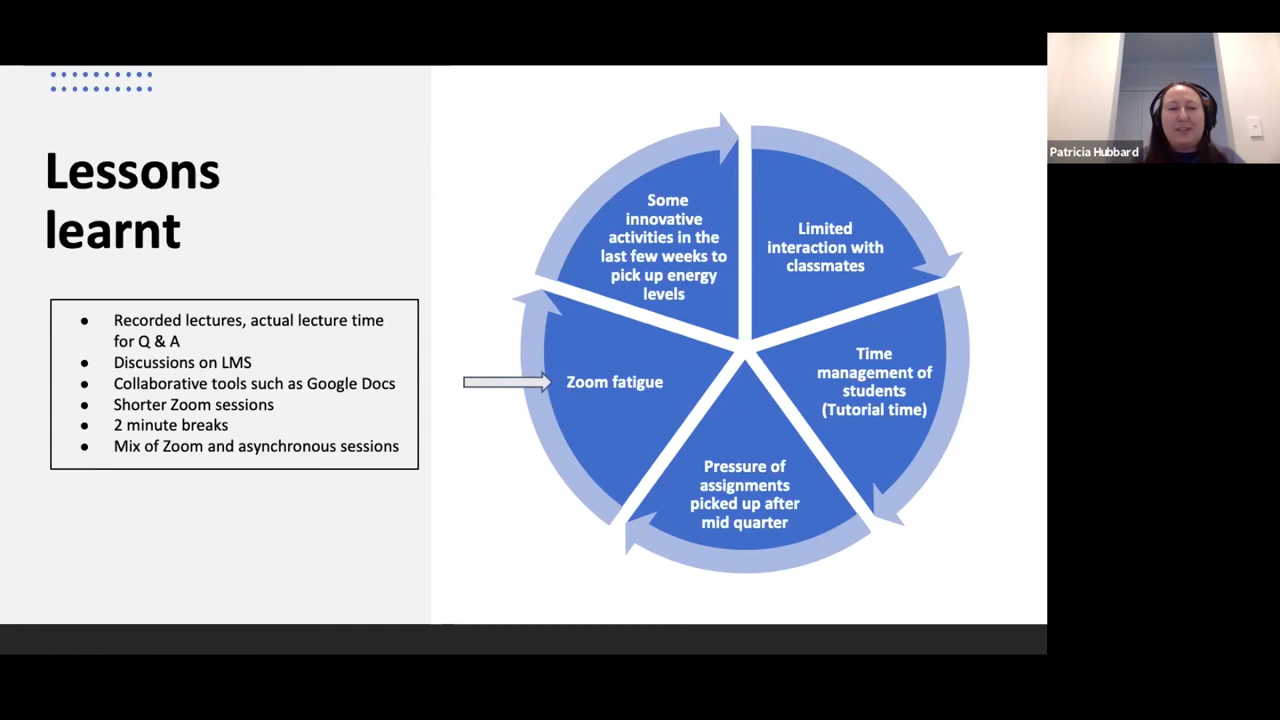 Lessons
learnt
● Recorded lectures, actual lecture time
for Q & A
● Discussions on LMS
● Collaborative tools such as Google Docs
● Shorter Zoom sessions
● 2 minute breaks
● Mix of Zoom and asynchronous sessions
Some
innovative
activities in the
last few weeks to
pick up energy
levels
Limited
interaction with
classmates
Time
management of
students
(Tutorial time)
Pressure of
assignments
picked up after
mid quarter
Zoom fatigue
Patricia Hubbard